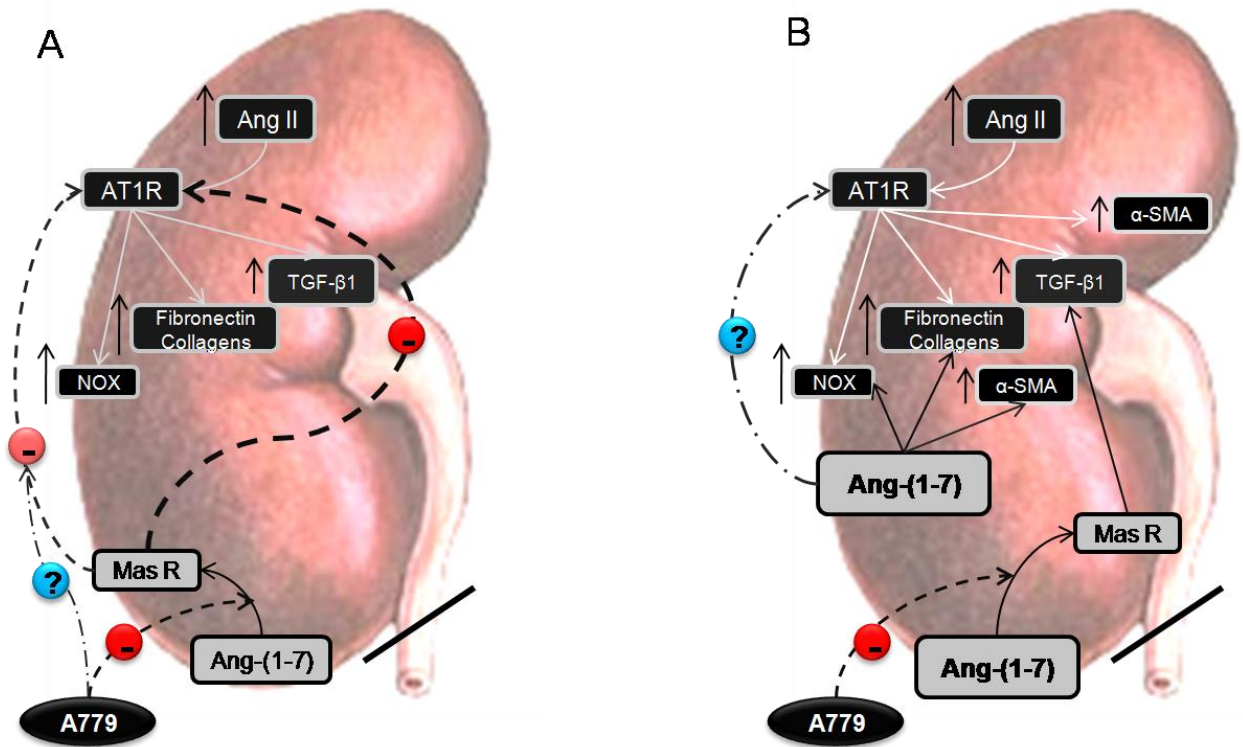 A
Ang II
AT1R
TGF-β1
Fibronectin
Collagens
-
NOX
-
Mas R
?
-
Ang-(1-7)
A779
B
Ang II
AT1R
α-SMA
TGF-β1
Fibronectin
Collagens
?
NOX
α-SMA
Ang-(1-7)
Mas R
-
Ang-(1-7)
A779